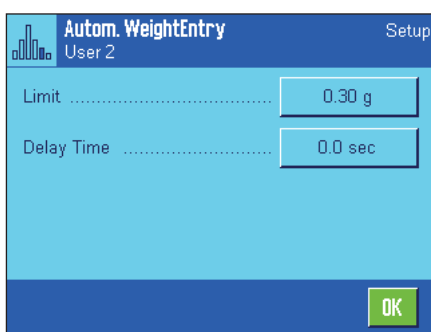 Autom. WeightEntry Setup
User 2
Limit ..................................... 0.30 g
Delay Time ........................... 0.0 sec
OK